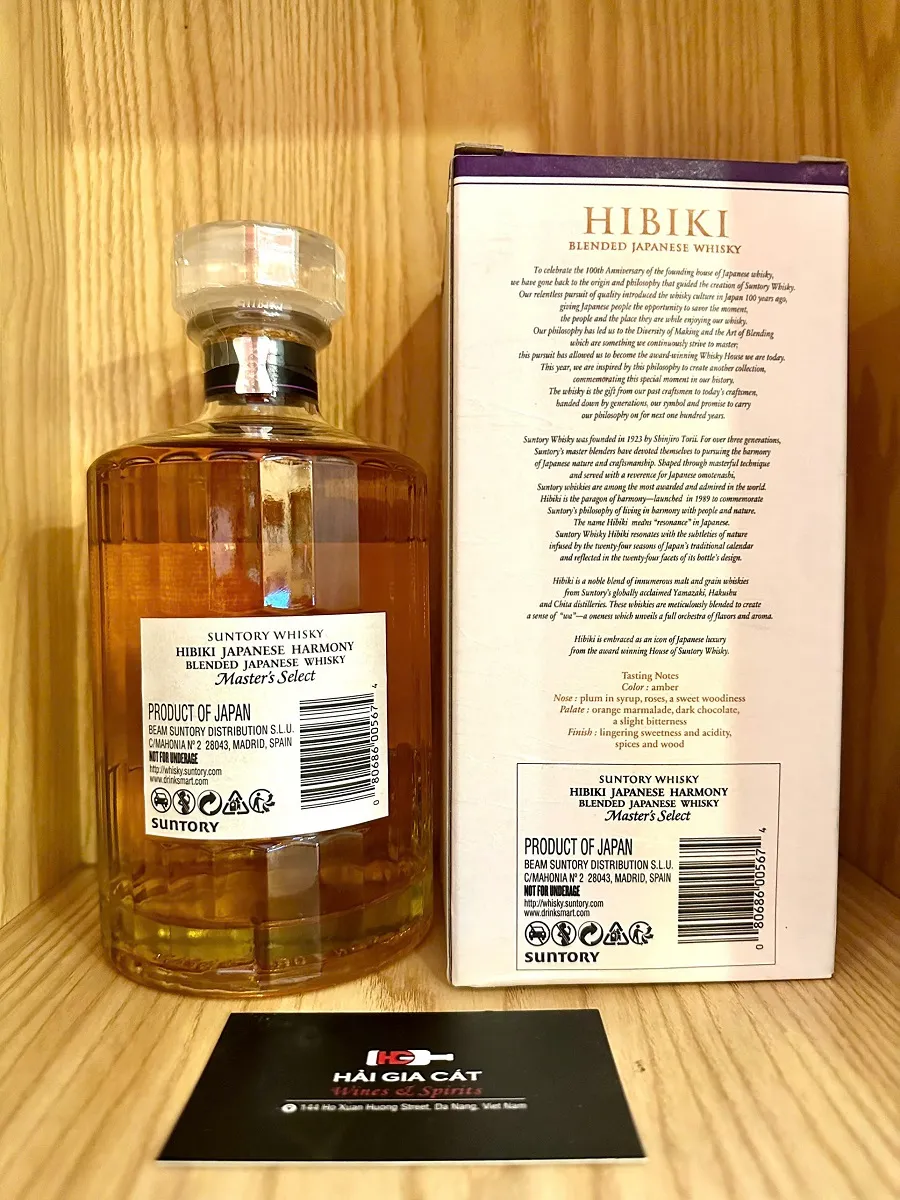 HIBIKI
SUNTORY WHISKY
HIBIKI JAPANESE HARMONY
BLENDED JAPANESE WHISKY
Master's Select
PRODUCT OF JAPAN
BEAM SUNTORY DISTRIBUTION S.L.U.
C/MAHONIA Nº 2 28043, MADRID, SPAIN
NOT FOR UNDERAGE
http://whisky.suntory.com
www.drinksmart.com
SUNTORY
0 80686 00567 4
HIBIKI
BLENDED JAPANESE WHISKY
To celebrate the 100th Anniversary of the founding house of Japanese whisky,
we have gone back to the origin and philosophy that guided the creation of Suntory Whisky.
Our relentless pursuit of quality introduced the whisky culture in Japan 100 years ago,
giving Japanese people the opportunity to savor the moment,
the people and the place they are while enjoying our whisky.
Our philosophy has led us to the Diversity of Making and the Art of Blending
which are something we continuously strive to master;
this pursuit has allowed us to become the award-winning Whisky House we are today.
This year, we are inspired by this philosophy to create another collection,
commemorating this special moment in our history.
The whisky is the gift from our past craftsmen to today's craftsmen,
handed down by generations, our symbol and promise to carry
our philosophy on for next one hundred years.
Suntory Whisky was founded in 1923 by Shinjiro Torii. For over three generations,
Suntory's master blenders have devoted themselves to pursuing the harmony
of Japanese nature and craftsmanship. Shaped through masterful technique
and served with a reverence for Japanese omotenashi,
Suntory whiskies are among the most awarded and admired in the world.
Hibiki is the paragon of harmony—launched in 1989 to commemorate
Suntory's philosophy of living in harmony with people and nature.
The name Hibiki medns "resonance" in Japanese.
Suntory Whisky Hibiki resonates with the subtleties of nature
infused by the twenty-four seasons of Japan's traditional calendar
and reflected in the twenty-four facets of its bottle's design.
Hibiki is a noble blend of innumerous malt and grain whiskies
from Suntory's globally acclaimed Yamazaki, Hakushu
and Chita distilleries. These whiskies are meticulously blended to create
a sense of "wa"—a oneness which unveils a full orchestra of flavors and aroma.
Hibiki is embraced as an icon of Japanese luxury
from the award winning House of Suntory Whisky.
Tasting Notes
Color : amber
Nose : plum in syrup, roses, a sweet woodiness
Palate : orange marmalade, dark chocolate,
a slight bitterness
Finish : lingering sweetness and acidity,
spices and wood
SUNTORY WHISKY
HIBIKI JAPANESE HARMONY
BLENDED JAPANESE WHISKY
Master's Select
PRODUCT OF JAPAN
BEAM SUNTORY DISTRIBUTION S.L.U.
C/MAHONIA Nº 2 28043, MADRID, SPAIN
NOT FOR UNDERAGE
http://whisky.suntory.com
www.drinksmart.com
SUNTORY
0 80686 00567 4
HG
HẢI GIA CÁT
Wines & Spirits
144 Ho Xuan Huong Street, Da Nang, Viet Nam